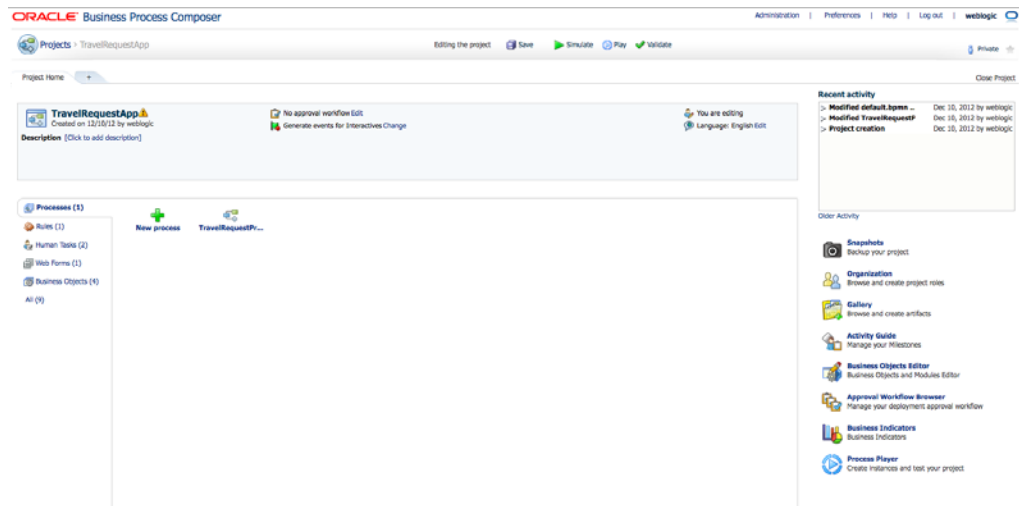 ORACLE Business Process Composer
Administration | Preferences | Help | Log out | weblogic
Projects › TravelRequestApp
Editing the project Save Simulate Play Validate
Private
Project Home +
Close Project
TravelRequestApp
Created on 12/10/12 by weblogic
Description [Click to add description]
No approval workflow Edit
Generate events for Interactives Change
You are editing
Language: English Edit
Recent activity
> Modified default.bpmn .. Dec 10, 2012 by weblogic
> Modified TravelRequestP Dec 10, 2012 by weblogic
> Project creation Dec 10, 2012 by weblogic
Older Activity
Processes (1)
Rules (1)
Human Tasks (2)
Web Forms (1)
Business Objects (4)
All (9)
New process
TravelRequestPr...
Snapshots
Backup your project
Organization
Browse and create project roles
Gallery
Browse and create artifacts
Activity Guide
Manage your Milestones
Business Objects Editor
Business Objects and Modules Editor
Approval Workflow Browser
Manage your deployment approval workflow
Business Indicators
Business Indicators
Process Player
Create instances and test your project